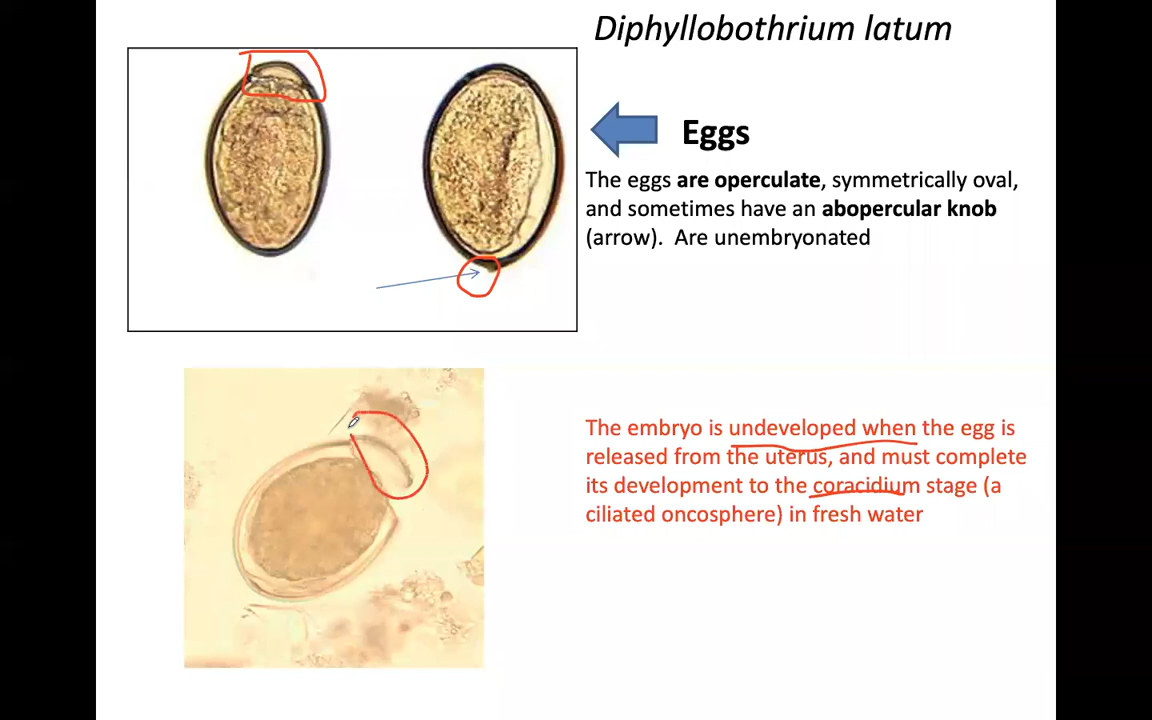 Diphyllobothrium latum
Eggs
The eggs are operculate, symmetrically oval,
and sometimes have an abopercular knob
(arrow). Are unembryonated
The embryo is undeveloped when the egg is
released from the uterus, and must complete
its development to the coracidium stage (a
ciliated oncosphere) in fresh water